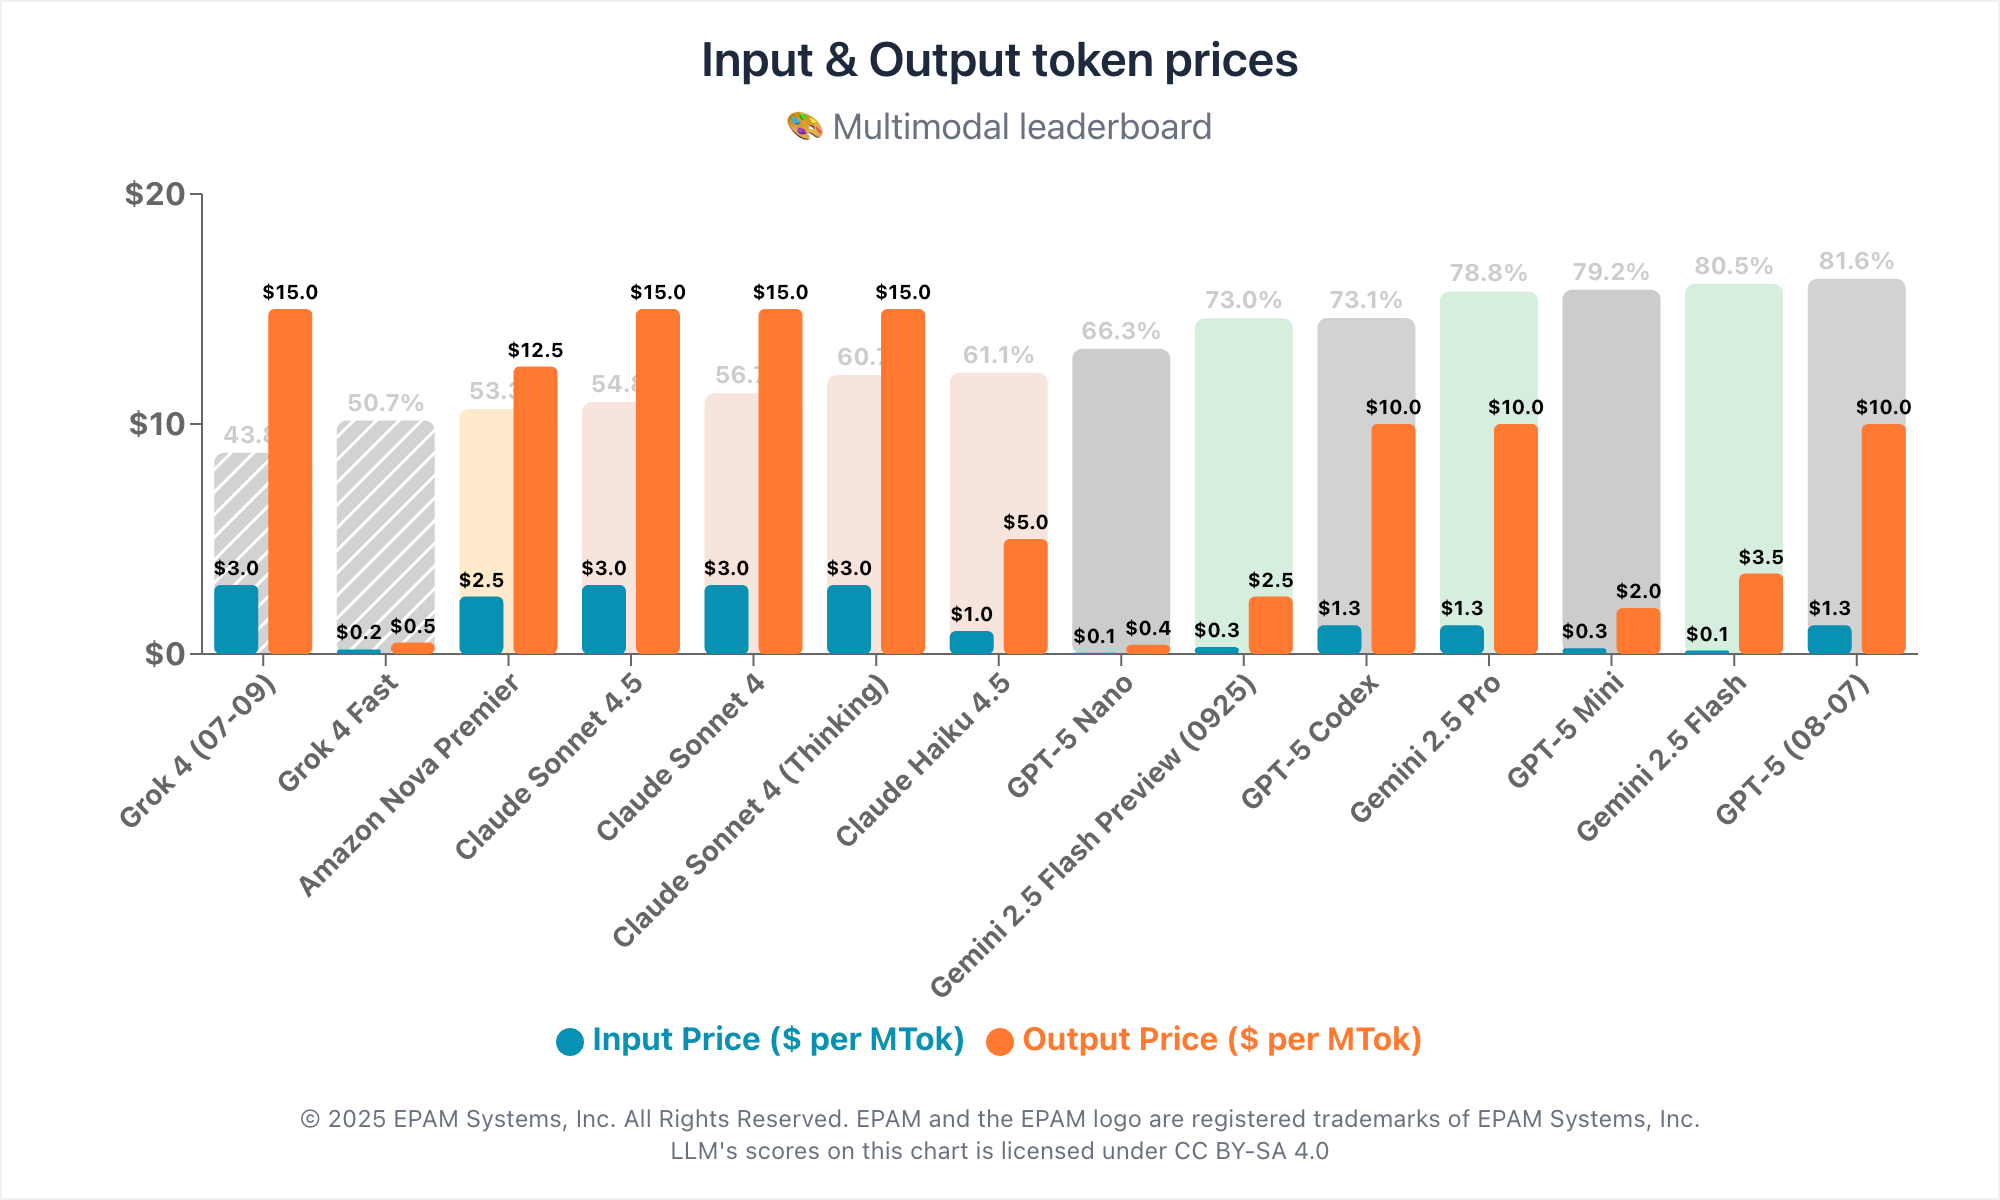 Input & Output token prices
🎨 Multimodal leaderboard
$20
$10
$0
43.8
50.7%
53.3
54.8
56.7
60.7
61.1%
66.3%
73.0%
73.1%
78.8%
79.2%
80.5%
81.6%
$3.0 $15.0
$0.2 $0.5
$2.5 $12.5
$3.0 $15.0
$3.0 $15.0
$3.0 $15.0
$1.0 $5.0
$0.1 $0.4
$0.3 $2.5
$1.3 $10.0
$1.3 $10.0
$0.3 $2.0
$0.1 $3.5
$1.3 $10.0
Grok 4 (07-09)
Grok 4 Fast
Amazon Nova Premier
Claude Sonnet 4.5
Claude Sonnet 4
Claude Sonnet 4 (Thinking)
Claude Haiku 4.5
GPT-5 Nano
Gemini 2.5 Flash Preview (0925)
GPT-5 Codex
Gemini 2.5 Pro
GPT-5 Mini
Gemini 2.5 Flash
GPT-5 (08-07)
Input Price ($ per MTok) Output Price ($ per MTok)
© 2025 EPAM Systems, Inc. All Rights Reserved. EPAM and the EPAM logo are registered trademarks of EPAM Systems, Inc.
LLM's scores on this chart is licensed under CC BY-SA 4.0